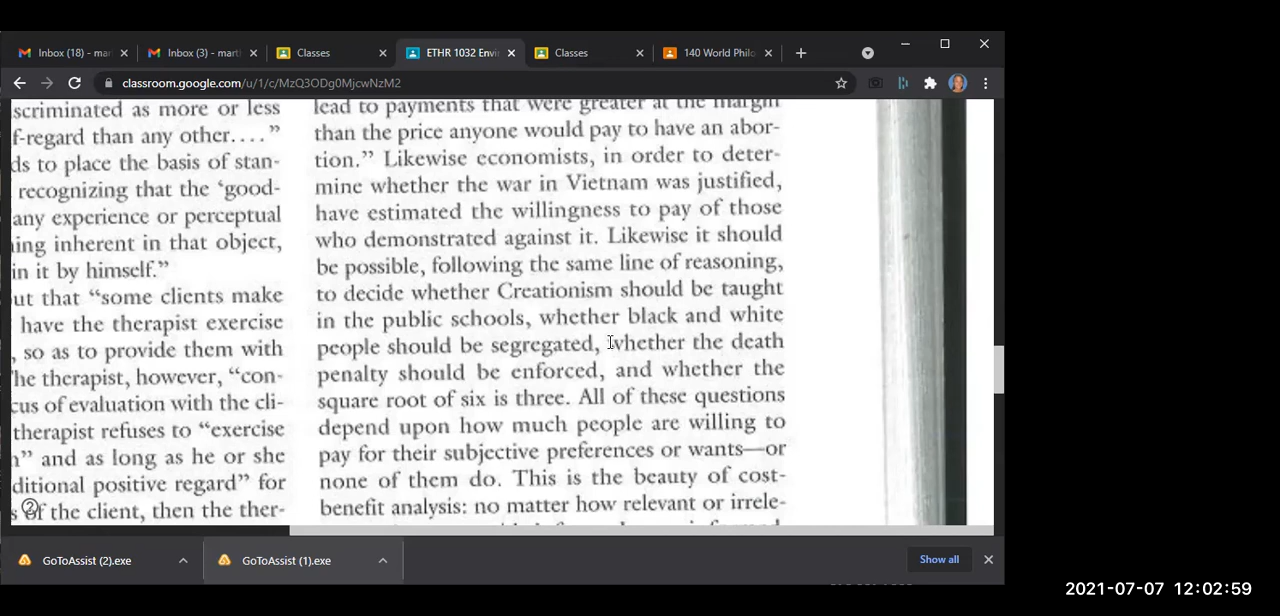 Inbox (18) - mar
Inbox (3) - mart
Classes
ETHR 1032 Envi
Classes
140 World Philo
classroom.google.com/u/1/c/MzQ3ODg0MjcwNzM2
scriminated as more or less
f-regard than any other. . . ."
ds to place the basis of stan-
recognizing that the 'good-
any experience or perceptual
ing inherent in that object,
in it by himself."
ut that "some clients make
have the therapist exercise
, so as to provide them with
he therapist, however, "con-
cus of evaluation with the cli-
therapist refuses to "exercise
n" and as long as he or she
ditional positive regard" for
s of the client, then the ther-
lead to payments that were greater at the margin
than the price anyone would pay to have an abor-
tion." Likewise economists, in order to deter-
mine whether the war in Vietnam was justified,
have estimated the willingness to pay of those
who demonstrated against it. Likewise it should
be possible, following the same line of reasoning,
to decide whether Creationism should be taught
in the public schools, whether black and white
people should be segregated, whether the death
penalty should be enforced, and whether the
square root of six is three. All of these questions
depend upon how much people are willing to
pay for their subjective preferences or wants—or
none of them do. This is the beauty of cost-
benefit analysis: no matter how relevant or irrele-
GoToAssist (2).exe
GoToAssist (1).exe
Show all
2021-07-07 12:02:59